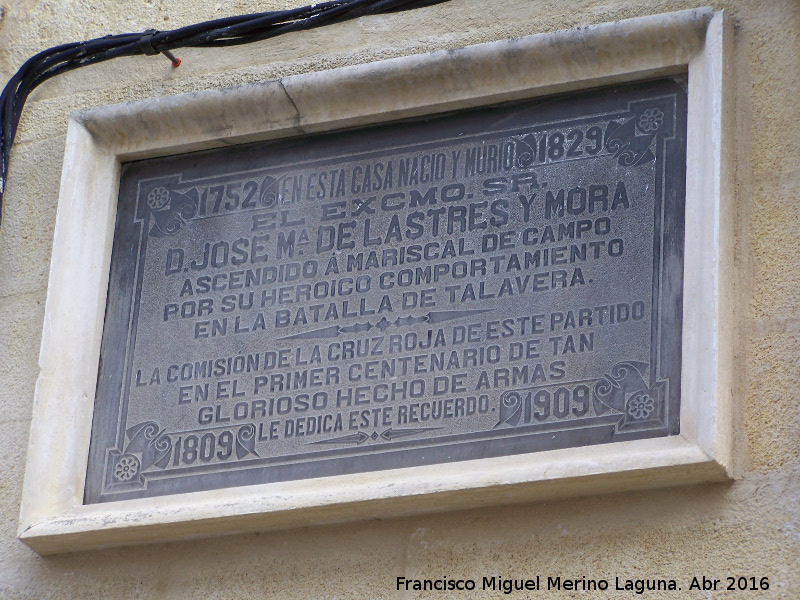 1752 EN ESTA CASA NACIO Y MURIO 1829
EL EXCMO. SR.
D. JOSÉ Mª DE LASTRES Y MORA
ASCENDIDO Á MARISCAL DE CAMPO
POR SU HEROICO COMPORTAMIENTO
EN LA BATALLA DE TALAVERA.
LA COMISIÓN DE LA CRUZ ROJA DE ESTE PARTIDO
EN EL PRIMER CENTENARIO DE TAN
GLORIOSO HECHO DE ARMAS
1809 LE DEDICA ESTE RECUERDO. 1909
Francisco Miguel Merino Laguna. Abr 2016